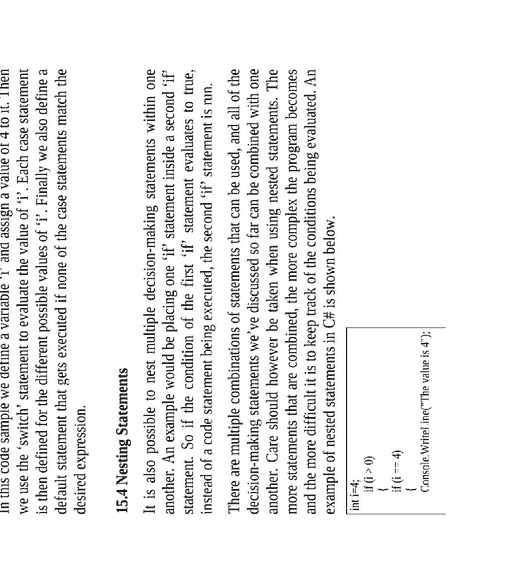 In this code sample we define a variable ‘i’ and assign a value of 4 to it. Then
we use the ‘switch’ statement to evaluate the value of ‘i’. Each case statement
is then defined for the different possible values of ‘i’. Finally we also define a
default statement that gets executed if none of the case statements match the
desired expression.
15.4 Nesting Statements
It is also possible to nest multiple decision-making statements within one
another. An example would be placing one ‘if’ statement inside a second ‘if’
statement. So if the condition of the first ‘if’ statement evaluates to true,
instead of a code statement being executed, the second ‘if’ statement is run.
There are multiple combinations of statements that can be used, and all of the
decision-making statements we’ve discussed so far can be combined with one
another. Care should however be taken when using nested statements. The
more statements that are combined, the more complex the program becomes
and the more difficult it is to keep track of the conditions being evaluated. An
example of nested statements in C# is shown below.
int i=4;
if (i > 0)
{
if (i == 4)
{
Console.WriteLine("The value is 4");